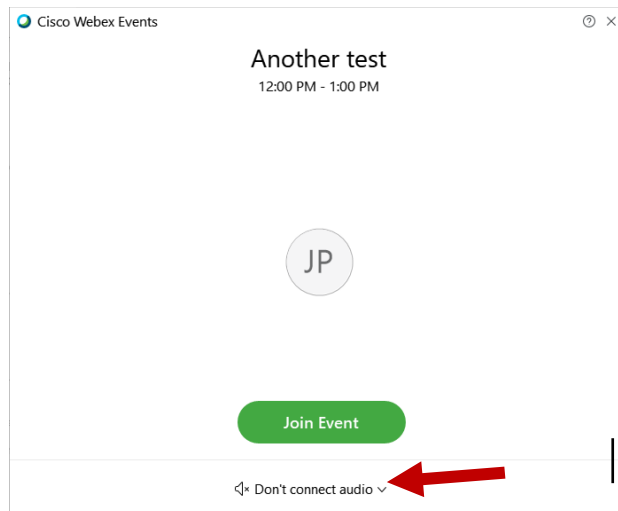 Cisco Webex Events
Another test
12:00 PM - 1:00 PM
JP
Join Event
Don't connect audio